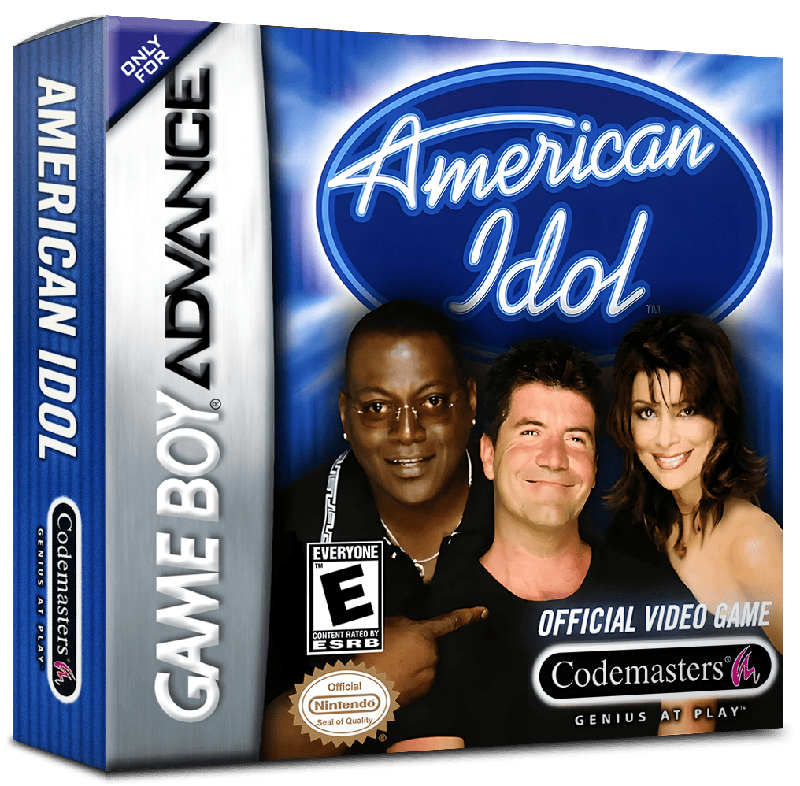 AMERICAN IDOL
Codemasters
GENIUS AT PLAY
ONLY
FOR
GAME BOY ADVANCE
®
American
Idol
TM
EVERYONE
TM
E
CONTENT RATED BY
ESRB
Official
Nintendo
Seal of Quality
®
OFFICIAL VIDEO GAME
Codemasters®
GENIUS AT PLAY™